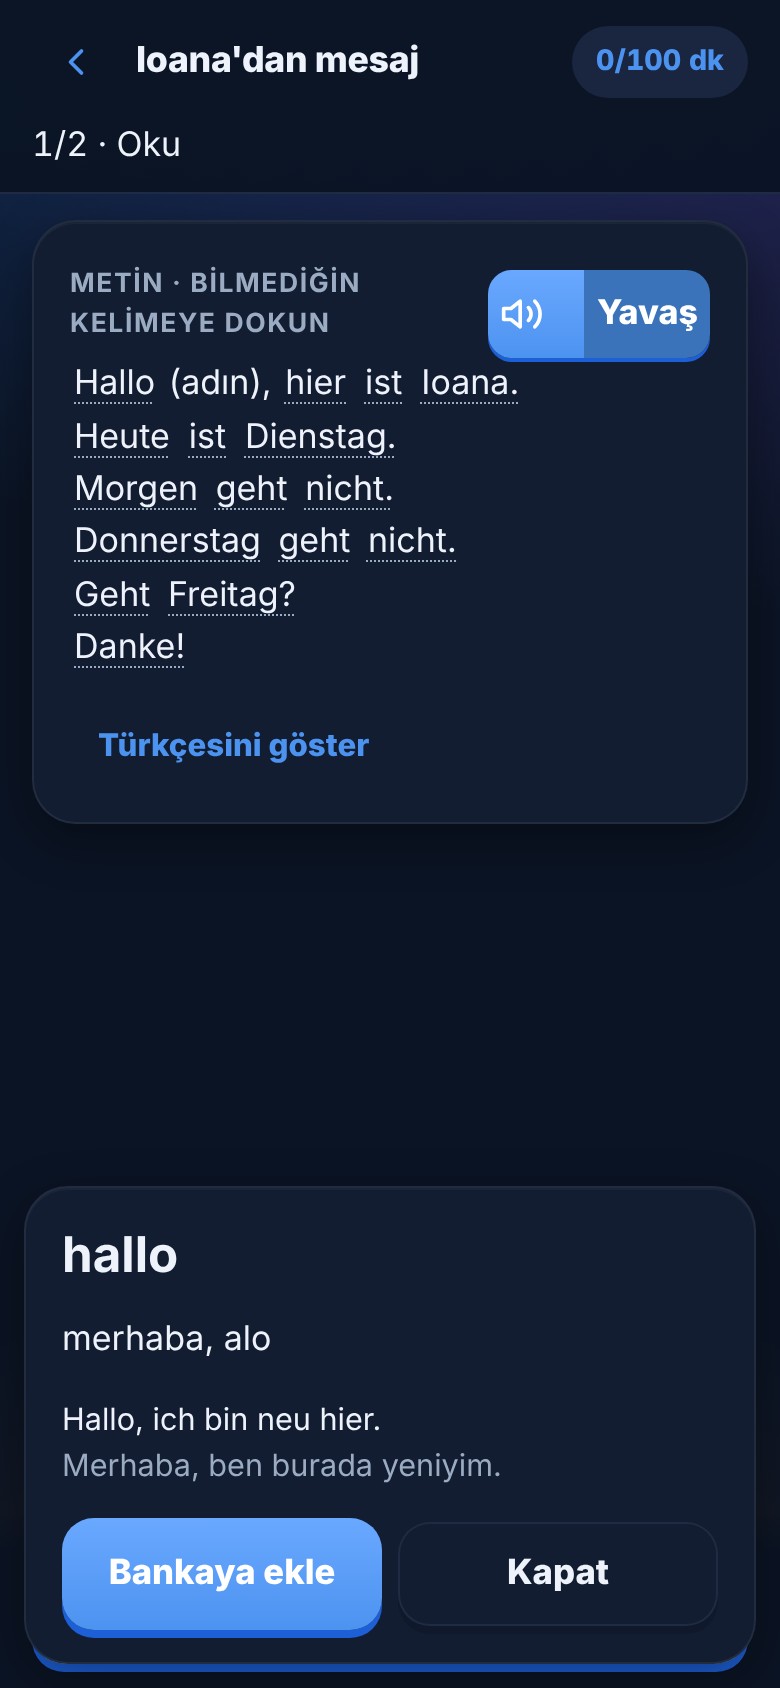 Ioana'dan mesaj
0/100 dk
1/2 · Oku
METİN · BİLMEDİĞİN
KELİMEYE DOKUN
Yavaş
Hallo (adın), hier ist Ioana.
Heute ist Dienstag.
Morgen geht nicht.
Donnerstag geht nicht.
Geht Freitag?
Danke!
Türkçesini göster
hallo
merhaba, alo
Hallo, ich bin neu hier.
Merhaba, ben burada yeniyim.
Bankaya ekle
Kapat